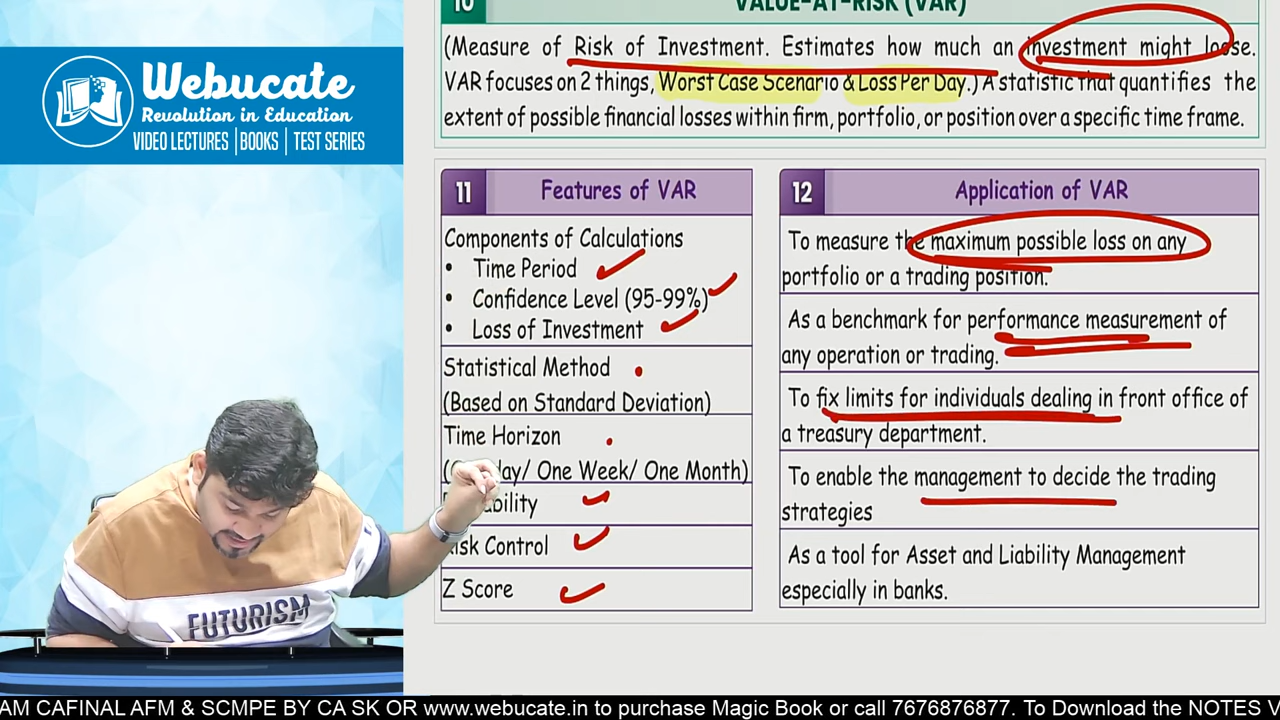 Webucate
Revolution in Education
VIDEO LECTURES | BOOKS | TEST SERIES
10 VALUE-AT-RISK (VAR)
(Measure of Risk of Investment. Estimates how much an investment might loose.
VAR focuses on 2 things, Worst Case Scenario & Loss Per Day.) A statistic that quantifies the
extent of possible financial losses within firm, portfolio, or position over a specific time frame.
11 Features of VAR
Components of Calculations
• Time Period
• Confidence Level (95-99%)
• Loss of Investment
Statistical Method
(Based on Standard Deviation)
Time Horizon
day/ One Week/ One Month)
Risk Control
Z Score
12 Application of VAR
To measure the maximum possible loss on any
portfolio or a trading position.
As a benchmark for performance measurement of
any operation or trading.
To fix limits for individuals dealing in front office of
a treasury department.
To enable the management to decide the trading
strategies
As a tool for Asset and Liability Management
especially in banks.
FUTURISM
AM CAFINAL AFM & SCMPE BY CA SK OR www.webucate.in to purchase Magic Book or call 7676876877. To Download the NOTES V